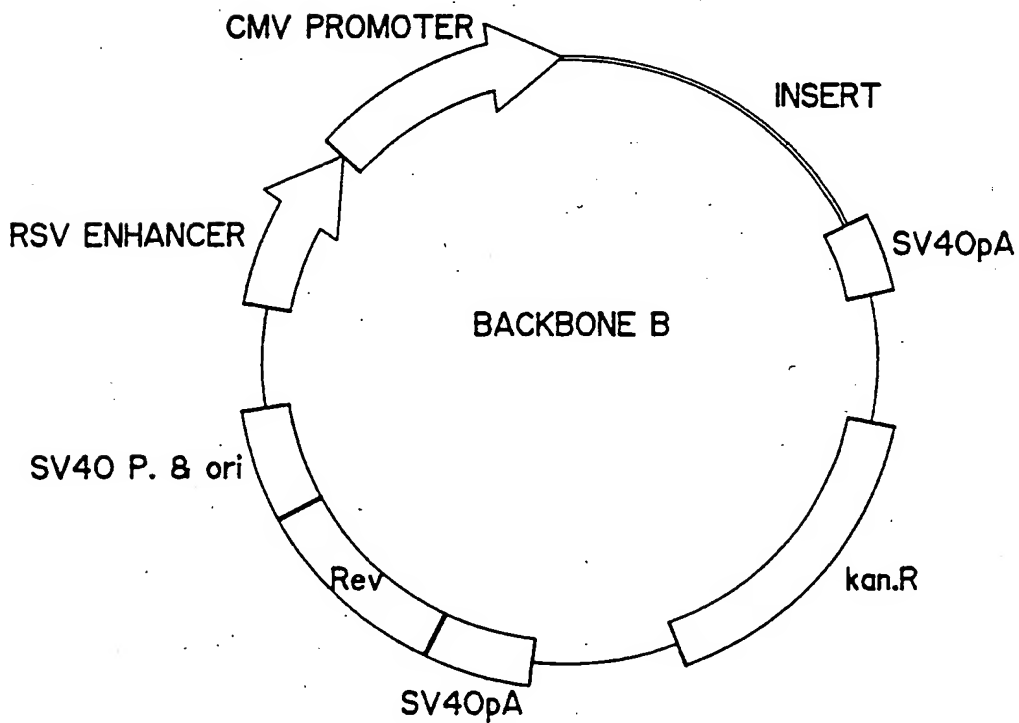 CMV PROMOTER
INSERT
RSV ENHANCER
SV40pA
BACKBONE B
SV40 P. & ori
Rev
kan.R
SV40pA